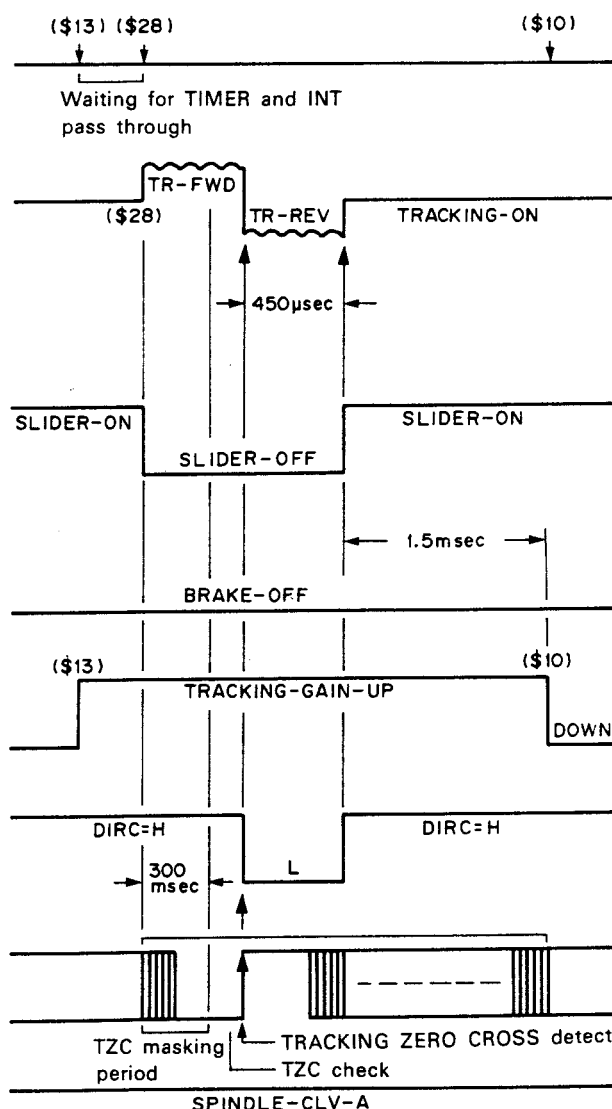 ($13) ($28) ($10)
Waiting for TIMER and INT
pass through
TR-FWD
($28) TR-REV TRACKING-ON
450μsec
SLIDER-ON SLIDER-ON
SLIDER-OFF
1.5msec
BRAKE-OFF
($13) ($10)
TRACKING-GAIN-UP
DOWN
DIRC=H DIRC=H
300 L
msec
TZC masking TRACKING ZERO CROSS detect
period TZC check
SPINDLE-CLV-A